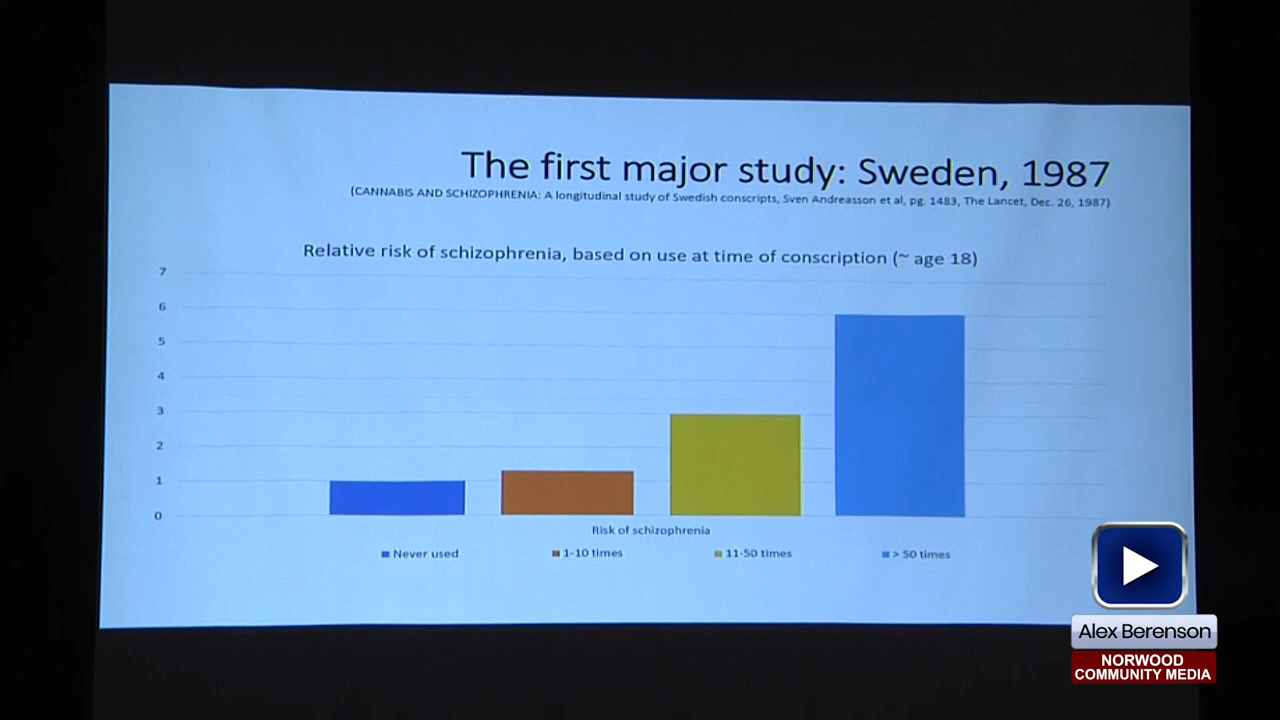 The first major study: Sweden, 1987
(CANNABIS AND SCHIZOPHRENIA: A longitudinal study of Swedish conscripts, Sven Andreasson et al, pg. 1483, The Lancet, Dec. 26, 1987)
Relative risk of schizophrenia, based on use at time of conscription (~ age 18)
7
6
5
4
3
2
1
0
Risk of schizophrenia
Never used
1-10 times
11-50 times
> 50 times
Alex Berenson
NORWOOD
COMMUNITY MEDIA